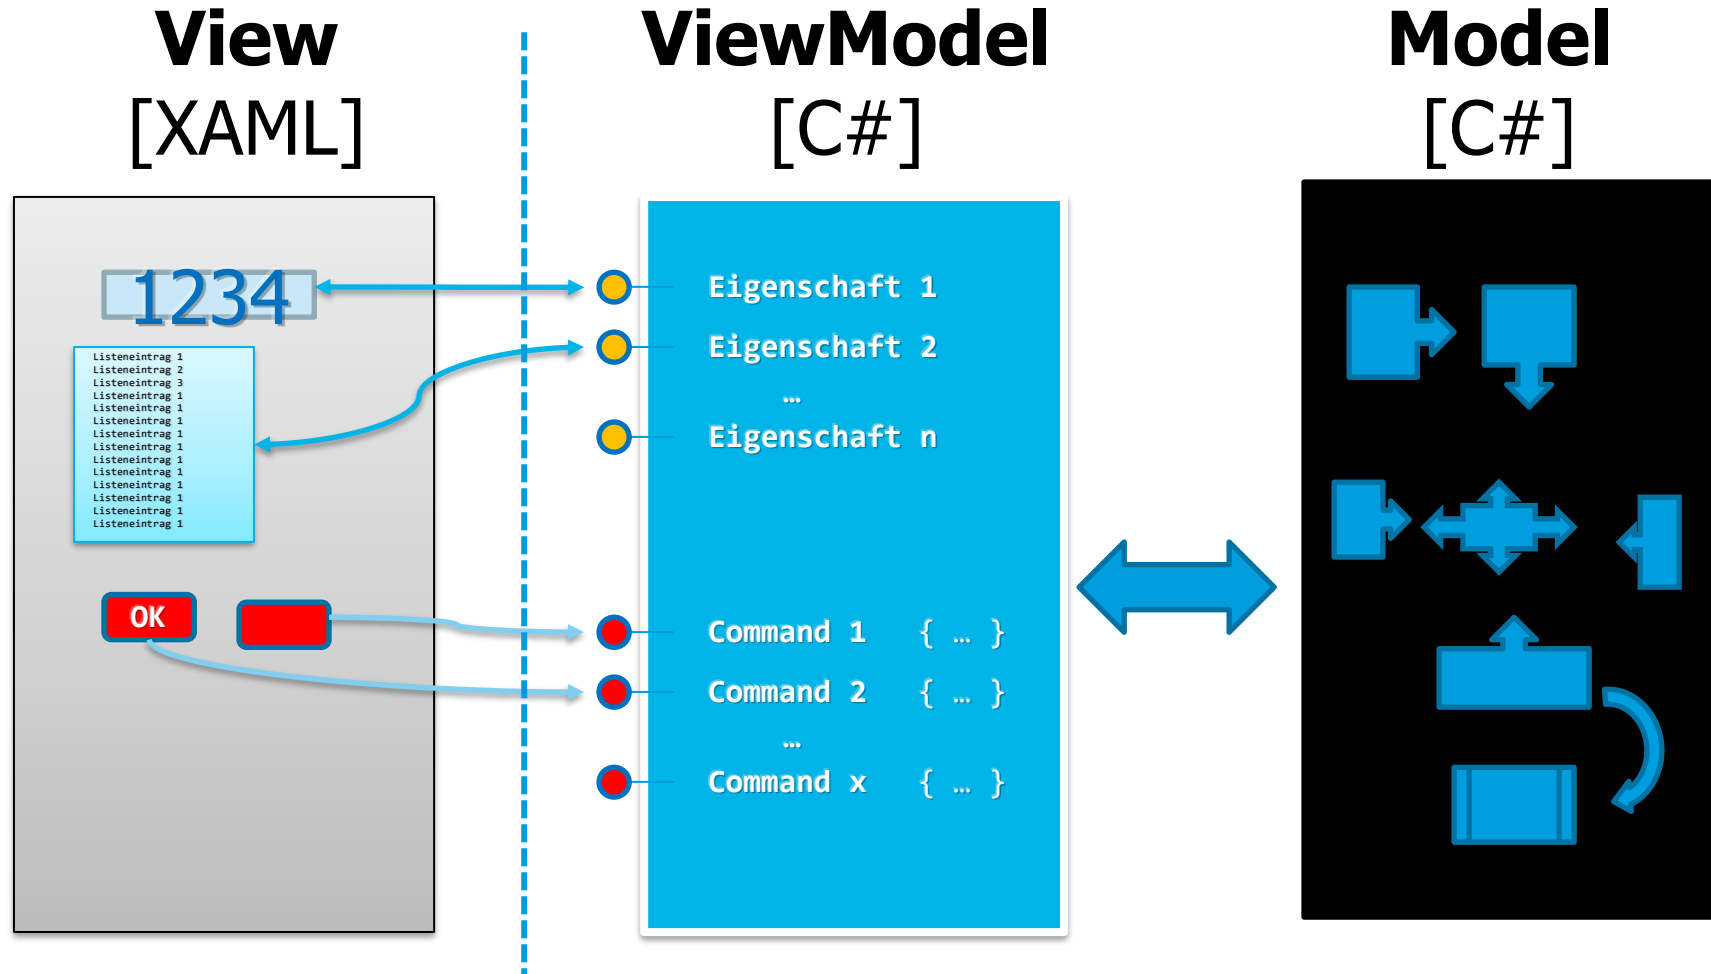 View
[XAML]
ViewModel
[C#]
Model
[C#]
1234
Listeneintrag 1
Listeneintrag 2
Listeneintrag 3
Listeneintrag 1
Listeneintrag 1
Listeneintrag 1
Listeneintrag 1
Listeneintrag 1
Listeneintrag 1
Listeneintrag 1
Listeneintrag 1
Listeneintrag 1
Listeneintrag 1
Listeneintrag 1
OK
Eigenschaft 1
Eigenschaft 2
…
Eigenschaft n
Command 1 { … }
Command 2 { … }
…
Command x { … }